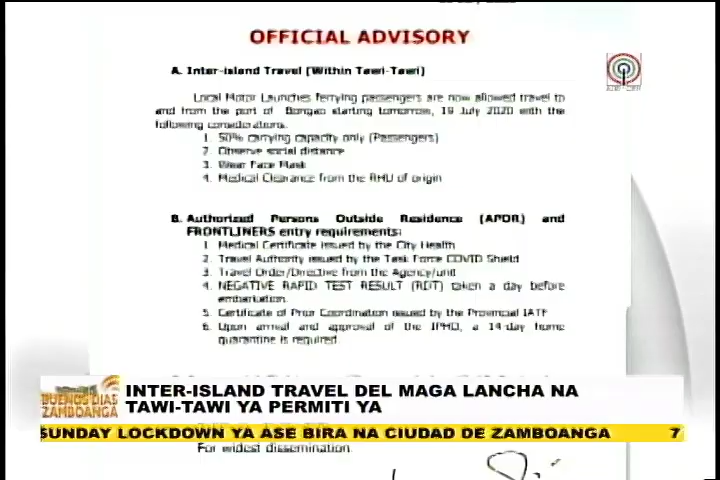 OFFICIAL ADVISORY
A. Inter-island Travel (Within Tawi-Tawi)
Local Motor Launches ferrying passengers are now allowed travel to
and from the port of Bongao starting tomorrow, 19 July 2020 with the
following considerations.
1. 50% carrying capacity only (Passengers)
2. Observe social distance
3. Wear Face Mask
4. Medical Clearance from the RHU of origin
B. Authorized Persons Outside Residence (APOR) and
FRONTLINERS entry requirements:
1. Medical Certificate issued by the City Health
2. Travel Authority issued by the Task Force COVID Shield
3. Travel Order/Directive from the Agency/unit
4. NEGATIVE RAPID TEST RESULT (RDT) taken a day before
embarkation.
5. Certificate of Prior Coordination issued by the Provincial IATF
6. Upon arrival and approval of the IPHO, a 14-day home
quarantine is required
BUENOS DIAS
ZAMBOANGA
INTER-ISLAND TRAVEL DEL MAGA LANCHA NA
TAWI-TAWI YA PERMITI YA
SUNDAY LOCKDOWN YA ASE BIRA NA CIUDAD DE ZAMBOANGA 7
For widest dissemination.